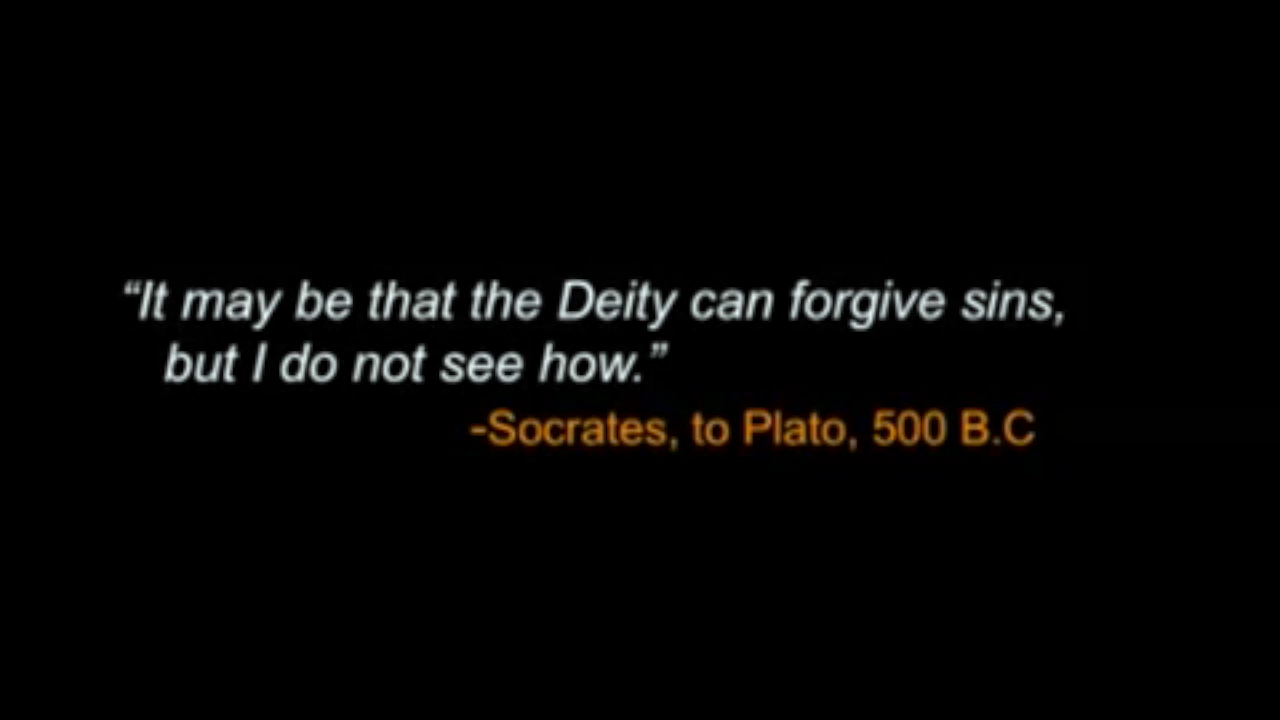 “It may be that the Deity can forgive sins,
but I do not see how.”
-Socrates, to Plato, 500 B.C